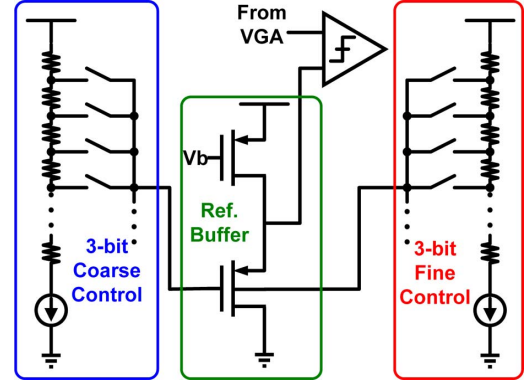 From
VGA
Vb
Ref.
Buffer
3-bit
Coarse
Control
3-bit
Fine
Control